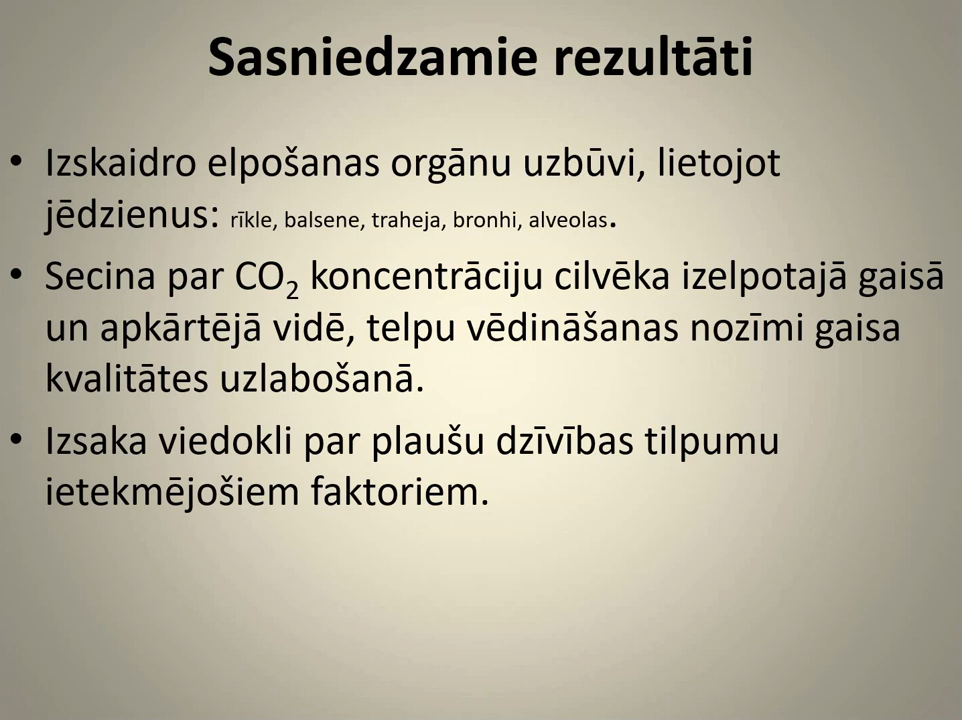 Sasniedzamie rezultāti
• Izskaidro elpošanas orgānu uzbūvi, lietojot
jēdzienus: rīkle, balsene, traheja, bronhi, alveolas.
• Secina par CO₂ koncentrāciju cilvēka izelpotajā gaisā
un apkārtējā vidē, telpu vēdināšanas nozīmi gaisa
kvalitātes uzlabošanā.
• Izsaka viedokli par plaušu dzīvības tilpumu
ietekmējošiem faktoriem.